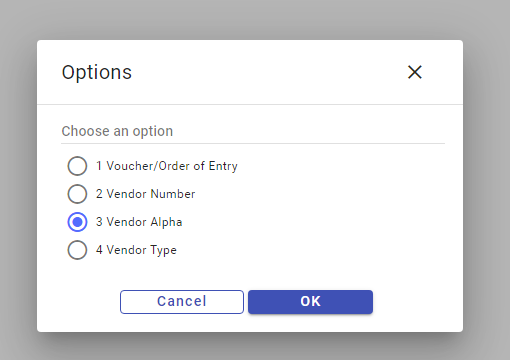 Options
Choose an option
1 Voucher/Order of Entry
2 Vendor Number
3 Vendor Alpha
4 Vendor Type
Cancel OK